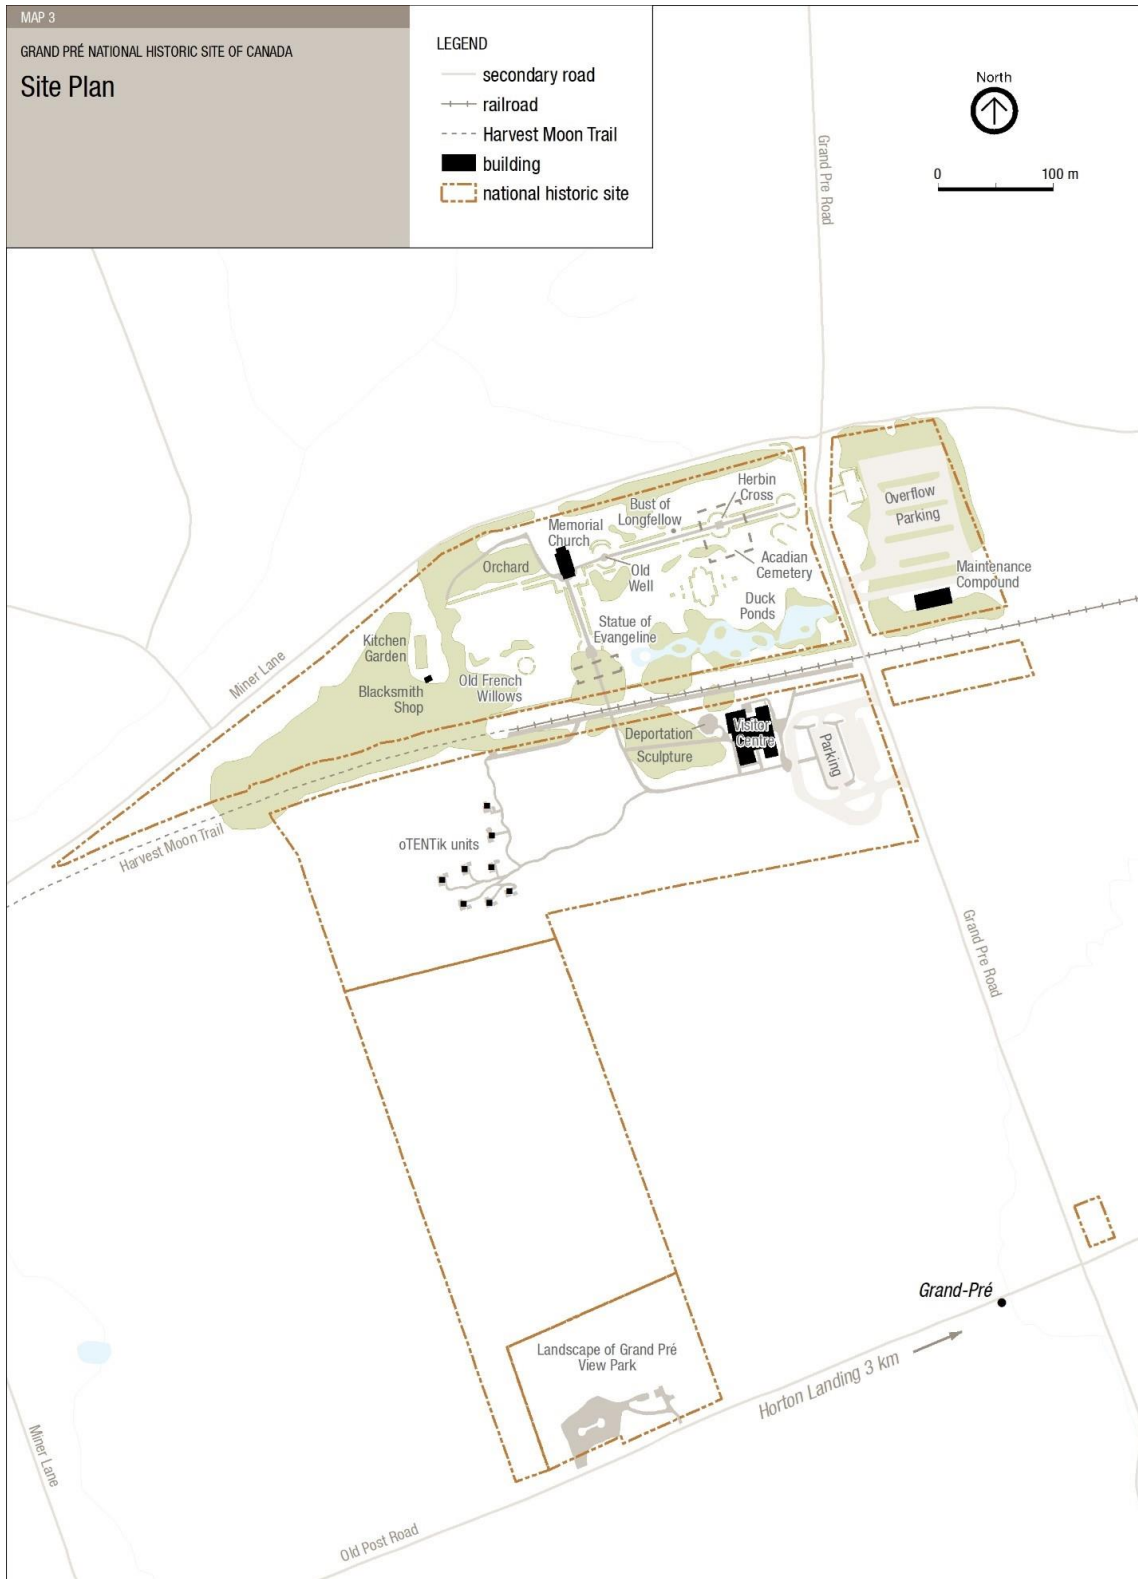 MAP 3
GRAND PRÉ NATIONAL HISTORIC SITE OF CANADA
Site Plan
LEGEND
secondary road
railroad
Harvest Moon Trail
building
national historic site
North
0 100 m
Grand Pre Road
Herbin
Cross
Bust of
Longfellow
Memorial
Church
Overflow
Parking
Orchard
Old
Well
Acadian
Cemetery
Maintenance
Compound
Duck
Ponds
Statue of
Evangeline
Kitchen
Garden
Miner Lane
Old French
Willows
Blacksmith
Shop
Deportation
Sculpture
Visitor
Centre
Parking
Harvest Moon Trail
oTENTik units
Grand Pre Road
Grand-Pré
Landscape of Grand Pré
View Park
Horton Landing 3 km
Miner Lane
Old Post Road